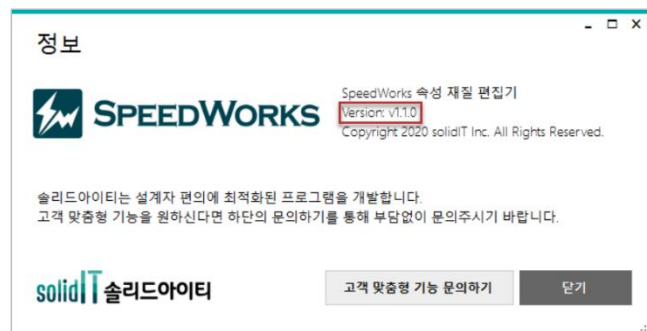 정보
SPEEDWORKS
SpeedWorks 속성 재질 편집기
Version: v1.1.0
Copyright 2020 solidIT Inc. All Rights Reserved.
솔리드아이티는 설계자 편의에 최적화된 프로그램을 개발합니다.
고객 맞춤형 기능을 원하신다면 하단의 문의하기를 통해 부담없이 문의주시기 바랍니다.
solidIT 솔리드아이티
고객 맞춤형 기능 문의하기
닫기